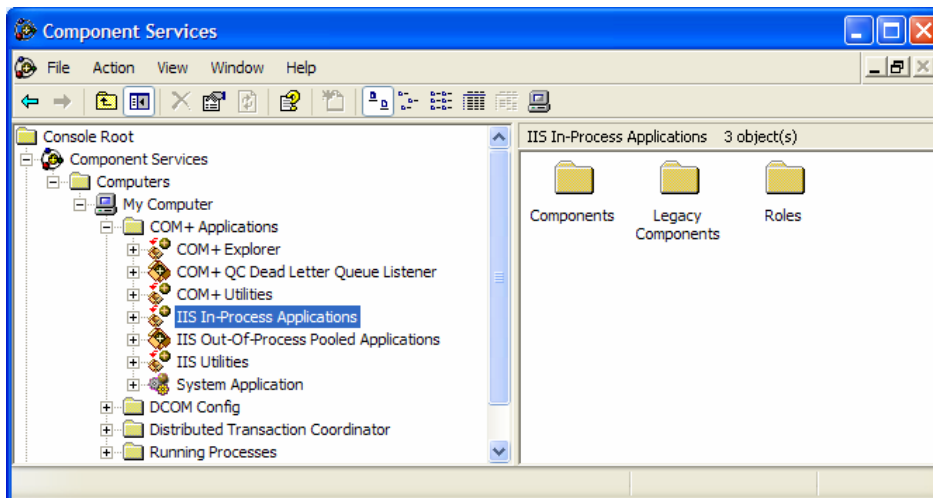 Component Services
File Action View Window Help
Console Root
Component Services
Computers
My Computer
COM+ Applications
COM+ Explorer
COM+ QC Dead Letter Queue Listener
COM+ Utilities
IIS In-Process Applications
IIS Out-Of-Process Pooled Applications
IIS Utilities
System Application
DCOM Config
Distributed Transaction Coordinator
Running Processes
IIS In-Process Applications 3 object(s)
Components
Legacy Components
Roles